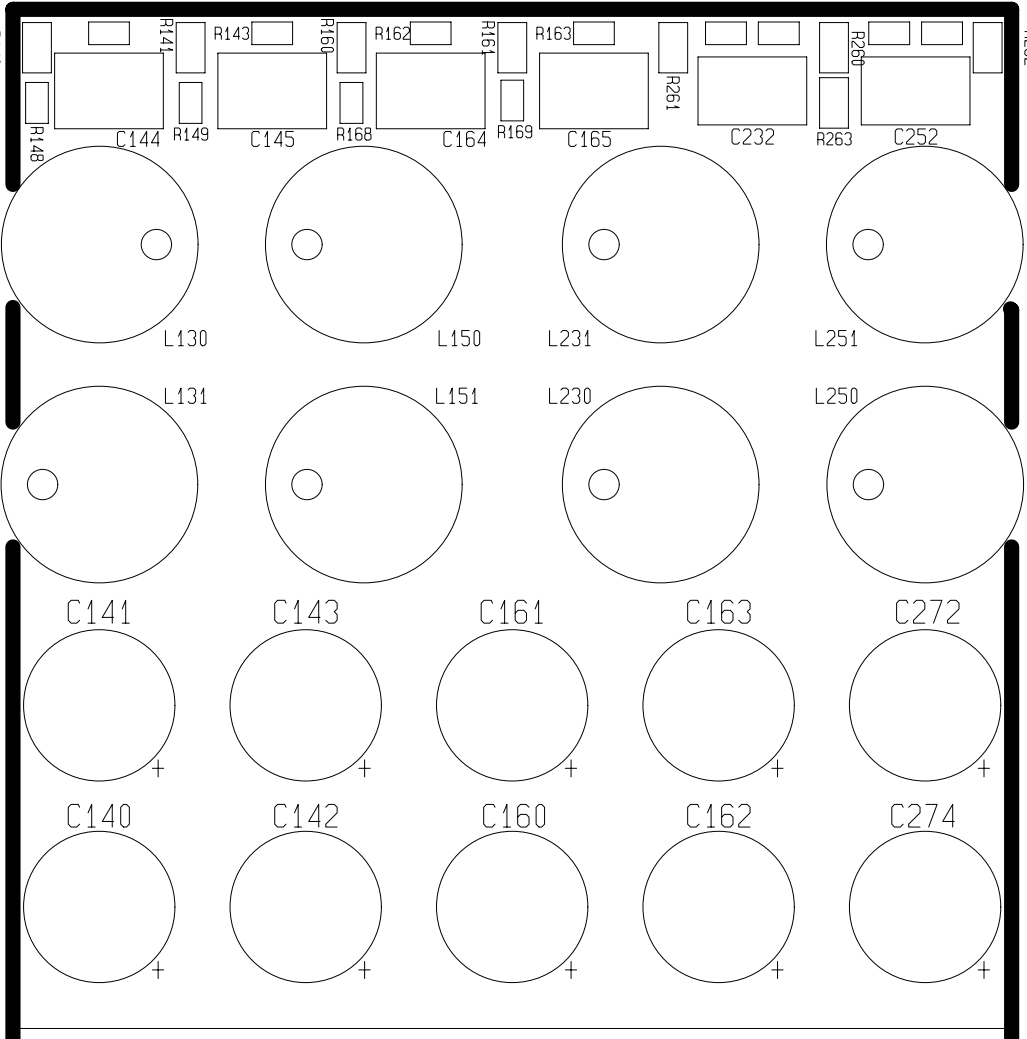 R141
R143
R160
R162
R161
R163
R260
R261
R148
C144
R149
C145
R168
C164
R169
C165
C232
R263
C252
L130
L150
L231
L251
L131
L151
L230
L250
C141
C143
C161
C163
C272
+
+
+
+
+
C140
C142
C160
C162
C274
+
+
+
+
+